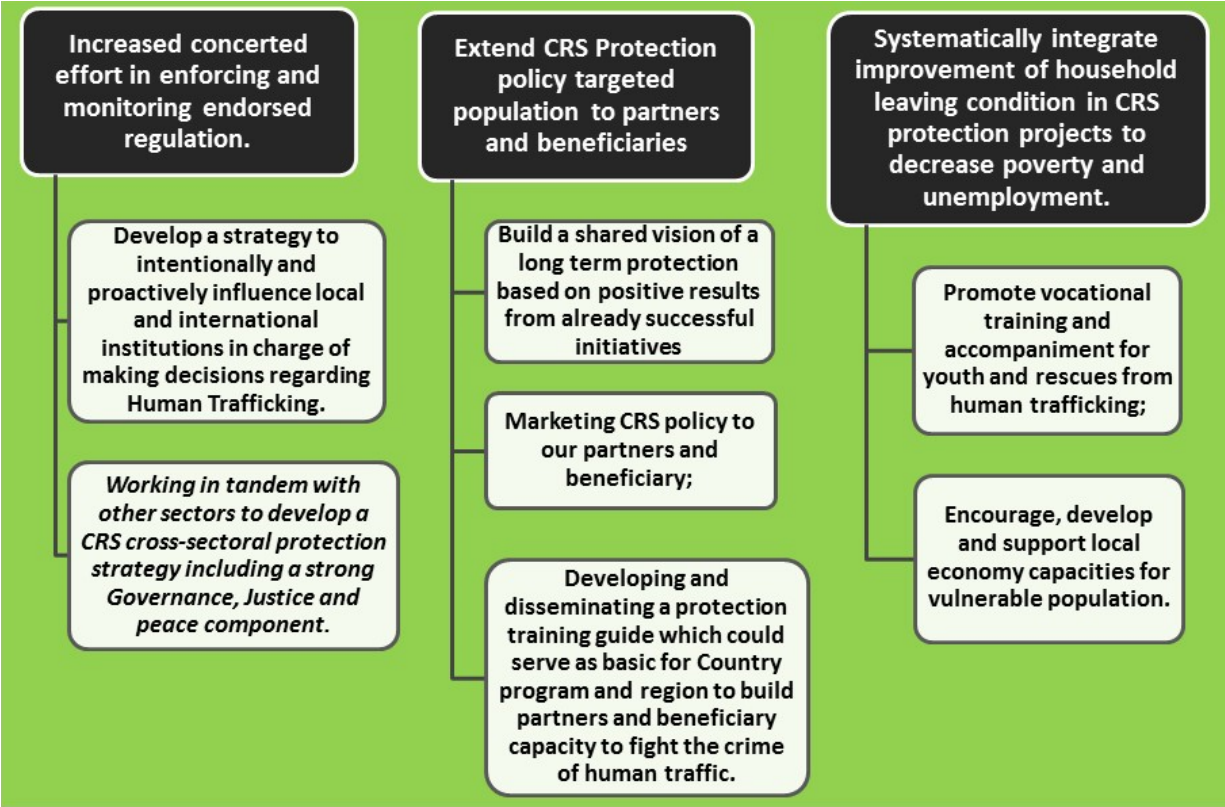 Increased concerted
effort in enforcing and
monitoring endorsed
regulation.
Develop a strategy to
intentionally and
proactively influence local
and international
institutions in charge of
making decisions regarding
Human Trafficking.
Working in tandem with
other sectors to develop a
CRS cross-sectoral protection
strategy including a strong
Governance, Justice and
peace component.
Extend CRS Protection
policy targeted
population to partners
and beneficiaries
Build a shared vision of a
long term protection
based on positive results
from already successful
initiatives
Marketing CRS policy to
our partners and
beneficiary;
Developing and
disseminating a protection
training guide which could
serve as basic for Country
program and region to build
partners and beneficiary
capacity to fight the crime
of human traffic.
Systematically integrate
improvement of household
leaving condition in CRS
protection projects to
decrease poverty and
unemployment.
Promote vocational
training and
accompaniment for
youth and rescues from
human trafficking;
Encourage, develop
and support local
economy capacities for
vulnerable population.